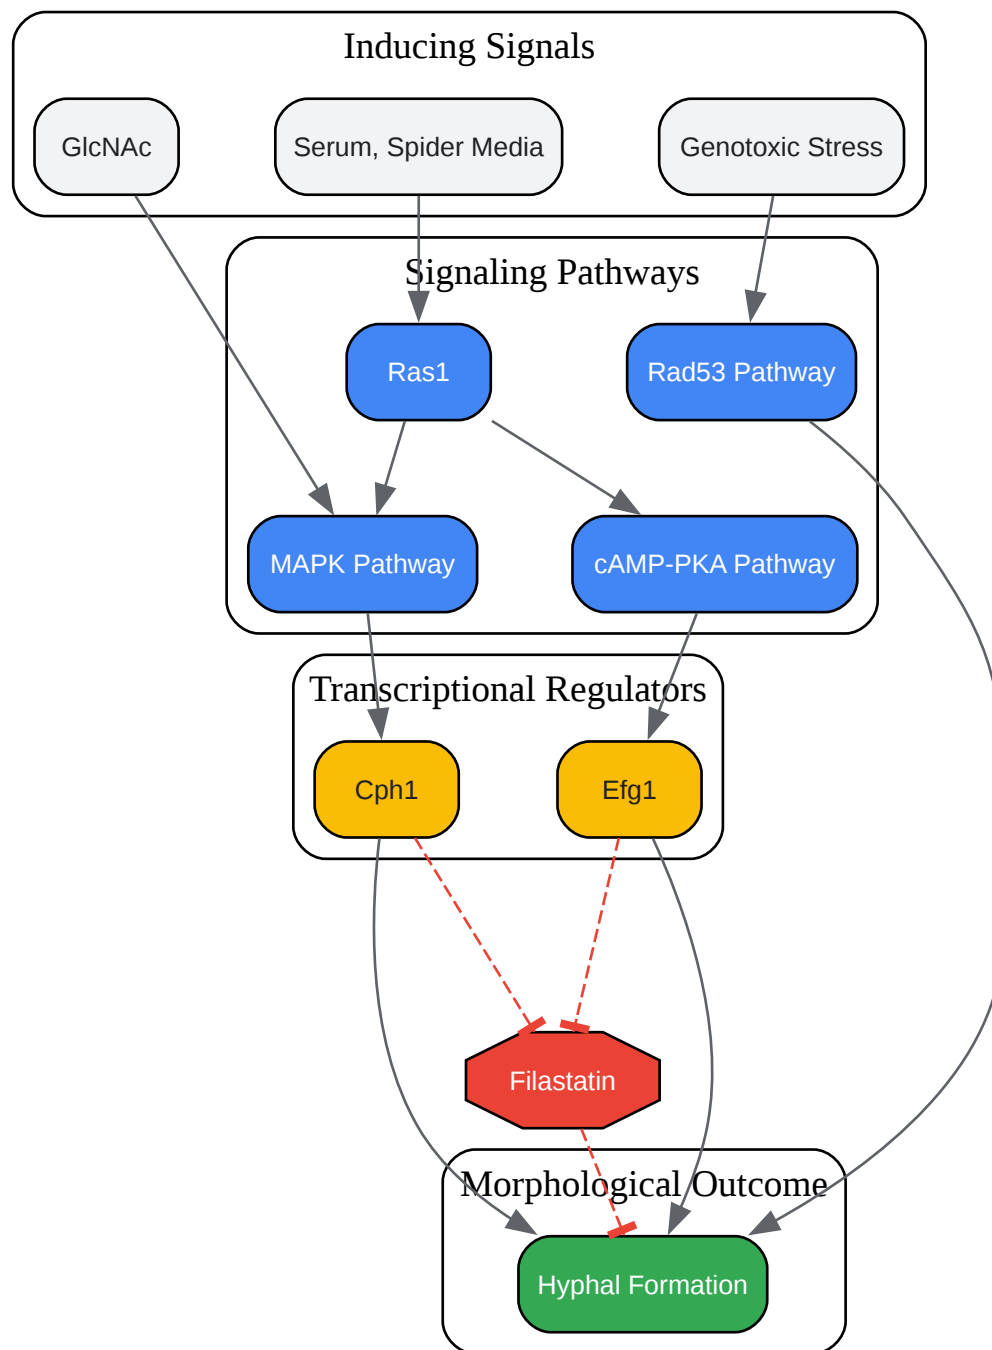 Inducing Signals
GlcNAc
Serum, Spider Media
Genotoxic Stress
Signaling Pathways
Ras1
Rad53 Pathway
MAPK Pathway
cAMP-PKA Pathway
Transcriptional Regulators
Cph1
Efg1
Filastatin
Morphological Outcome
Hyphal Formation